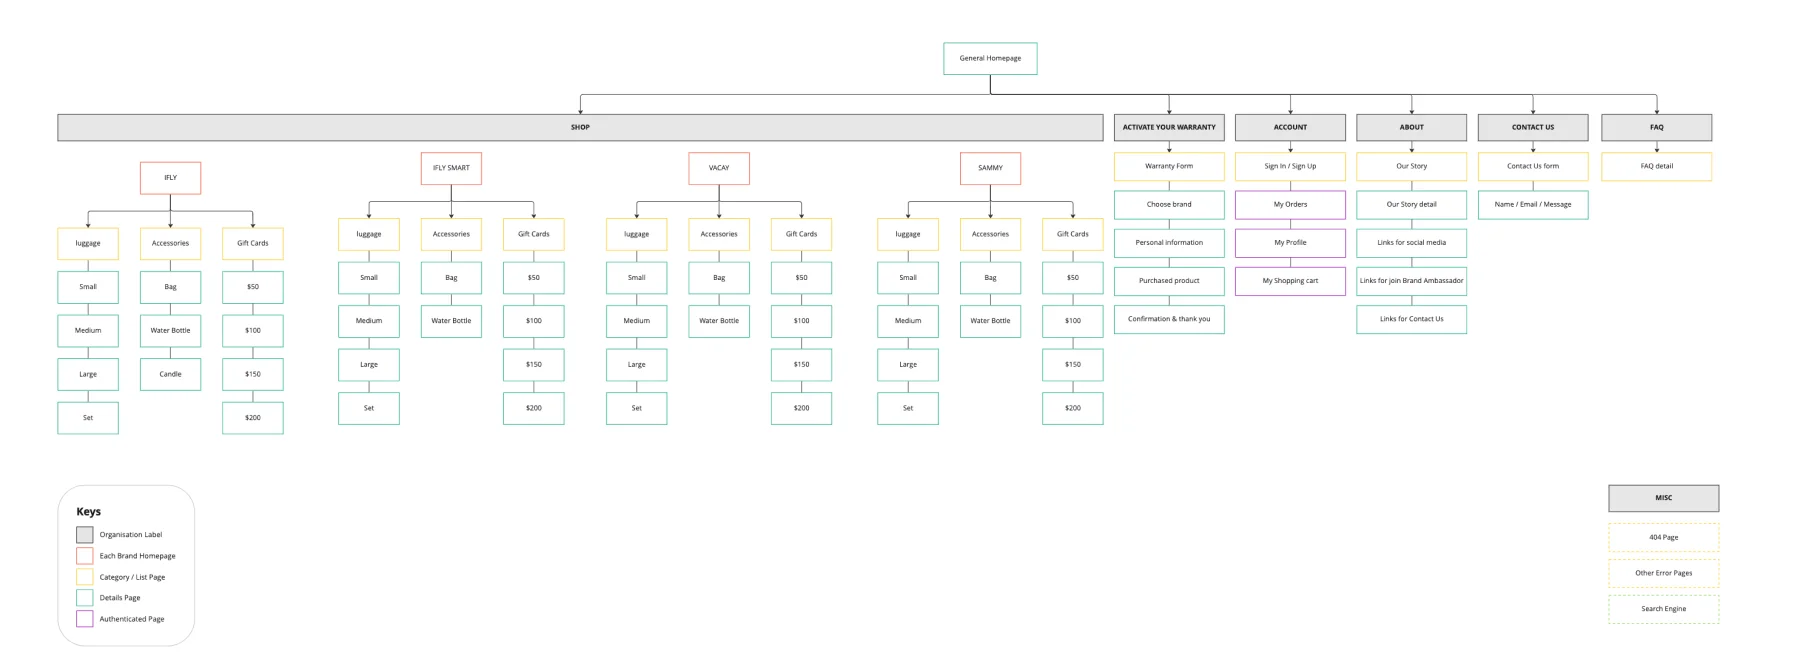 General Homepage
SHOP
ACTIVATE YOUR WARRANTY
ACCOUNT
ABOUT
CONTACT US
FAQ
IFLY
luggage
Small
Medium
Large
Set
Accessories
Bag
Water Bottle
Candle
Gift Cards
$50
$100
$150
$200
IFLY SMART
luggage
Small
Medium
Large
Set
Accessories
Bag
Water Bottle
Gift Cards
$50
$100
$150
$200
VACAY
luggage
Small
Medium
Large
Set
Accessories
Bag
Water Bottle
Gift Cards
$50
$100
$150
$200
SAMMY
luggage
Small
Medium
Large
Set
Accessories
Bag
Water Bottle
Gift Cards
$50
$100
$150
$200
Warranty Form
Choose brand
Personal information
Purchased product
Confirmation & thank you
Sign In / Sign Up
My Orders
My Profile
My Shopping cart
Our Story
Our Story detail
Links for social media
Links for join Brand Ambassador
Links for Contact Us
Contact Us form
Name / Email / Message
FAQ detail
Keys
Organisation Label
Each Brand Homepage
Category / List Page
Details Page
Authenticated Page
MISC
404 Page
Other Error Pages
Search Engine